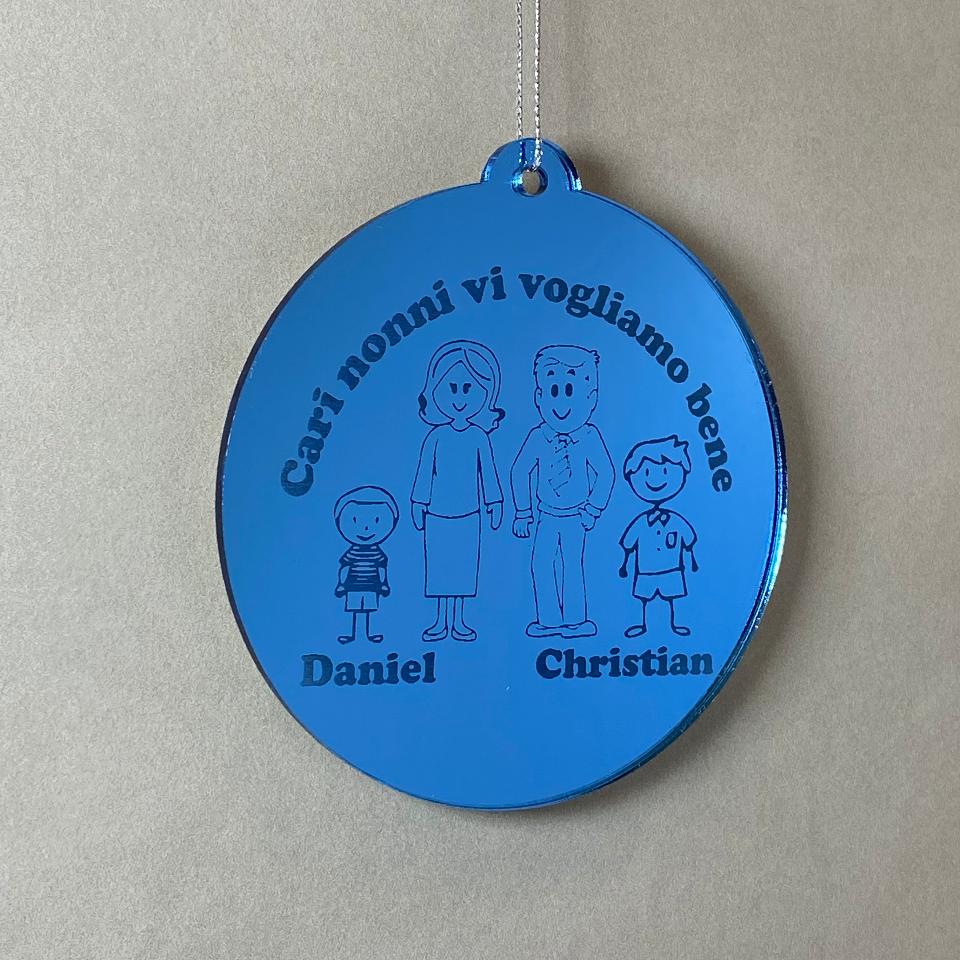 Cari nonni vi vogliamo bene
Daniel
Christian